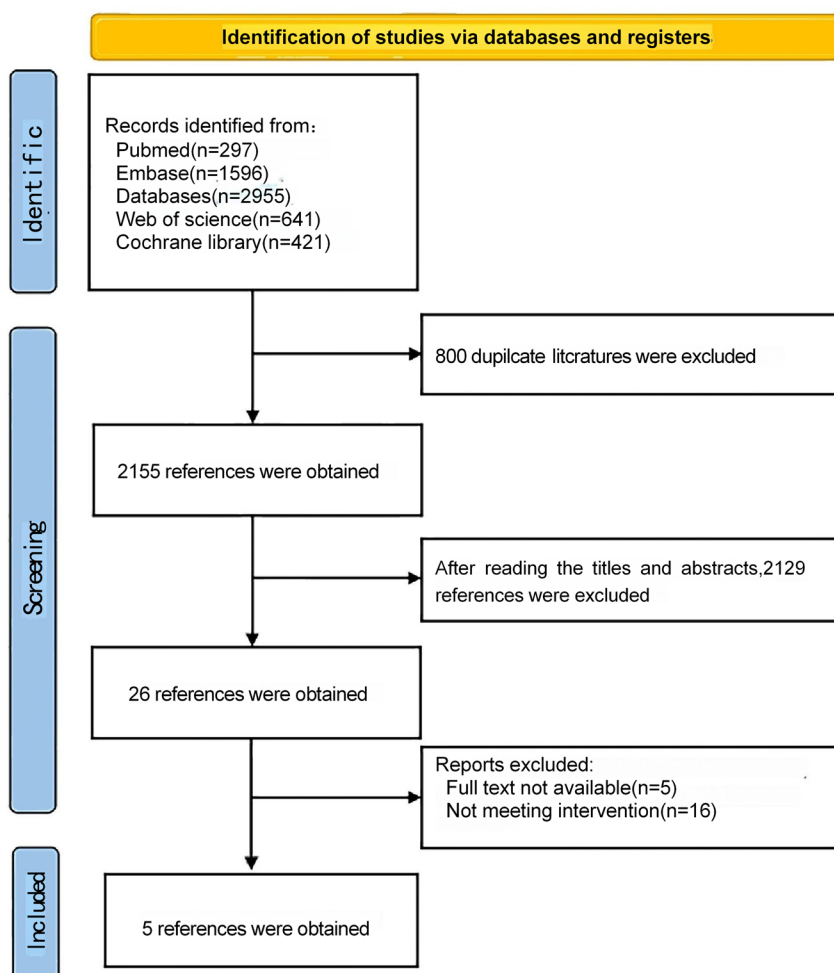 Identification of studies via databases and registers
Identific
Records identified from:
Pubmed(n=297)
Embase(n=1596)
Databases(n=2955)
Web of science(n=641)
Cochrane library(n=421)
Screening
800 dupilcate litcratures were excluded
2155 references were obtained
After reading the titles and abstracts,2129
references were excluded
26 references were obtained
Reports excluded:
Full text not available(n=5)
Not meeting intervention(n=16)
Included
5 references were obtained